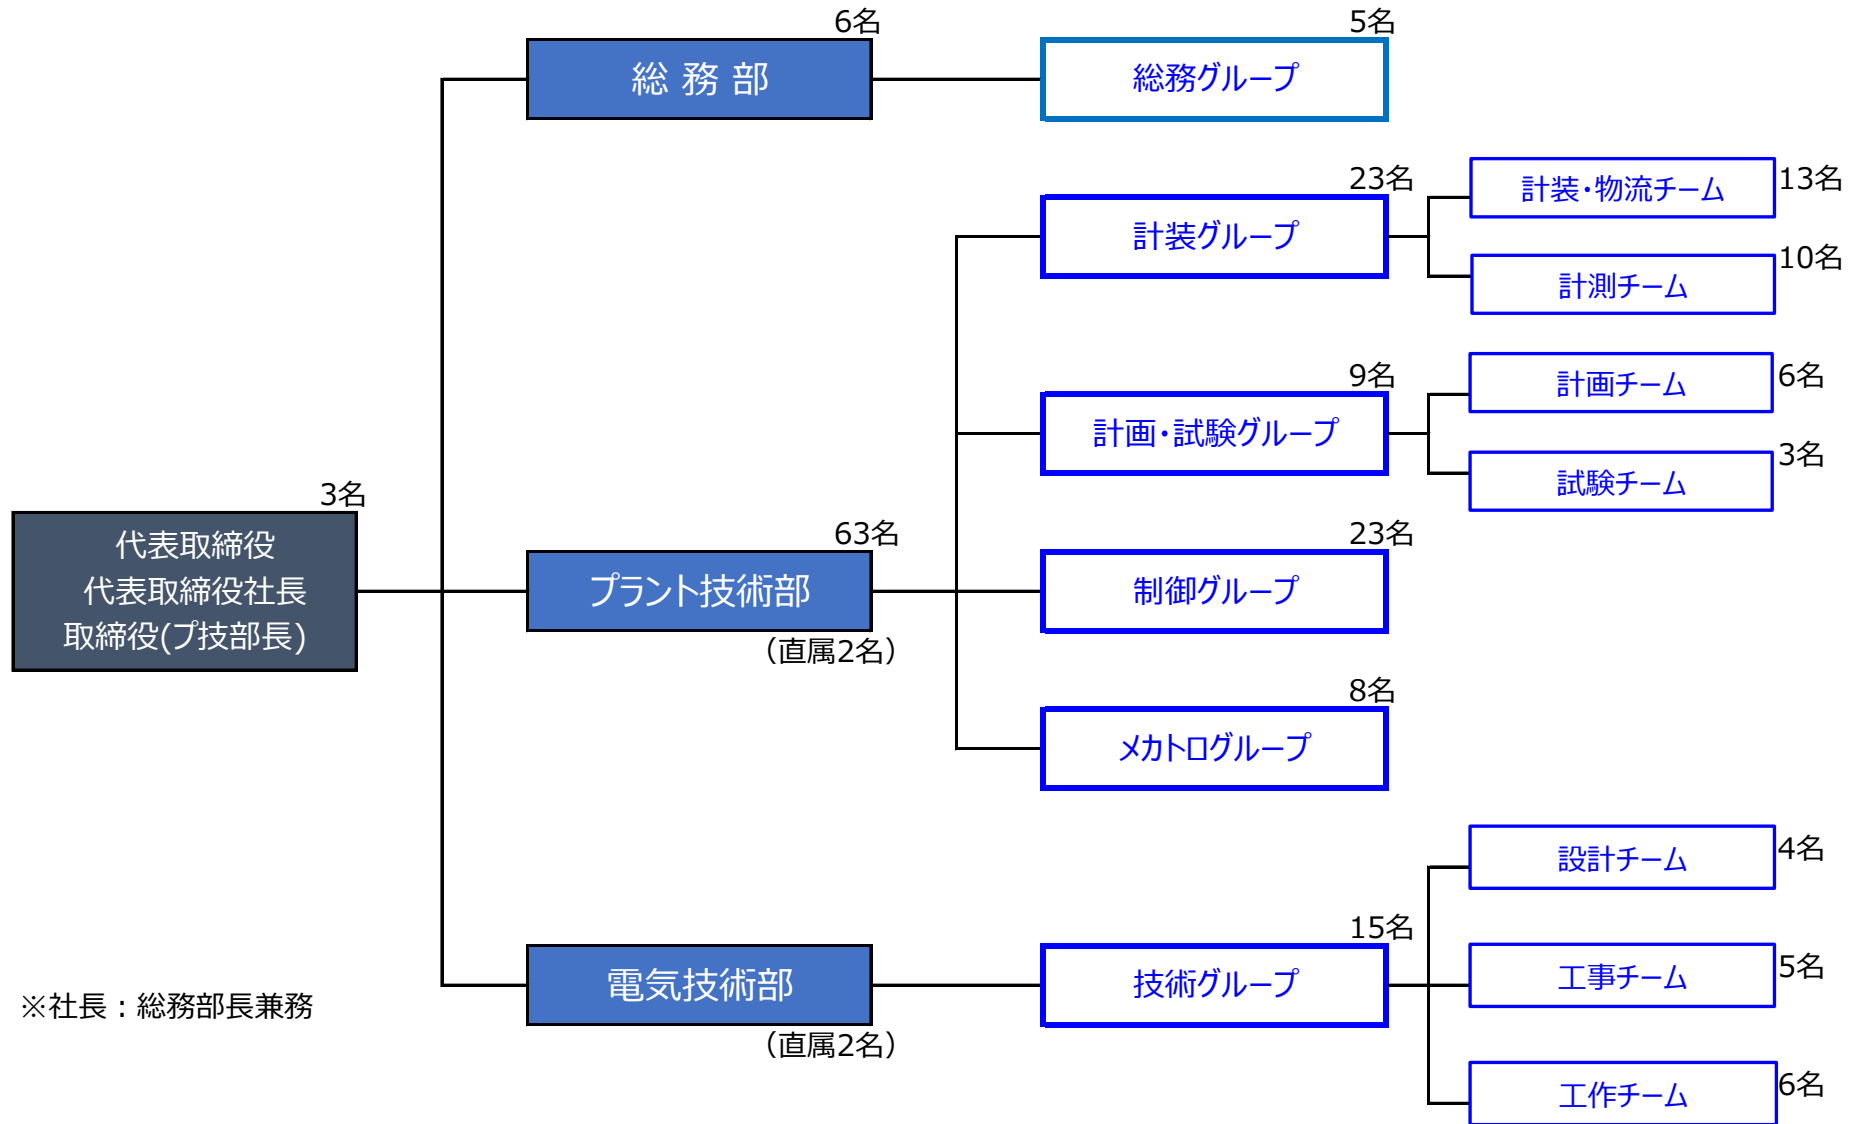 6名
総 務 部
5名
総務グループ
3名
代表取締役
代表取締役社長
取締役(プ技部長)
63名
プラント技術部
（直属2名）
23名
計装グループ
13名
計装・物流チーム
10名
計測チーム
9名
計画・試験グループ
6名
計画チーム
3名
試験チーム
23名
制御グループ
8名
メカトログループ
電気技術部
（直属2名）
15名
技術グループ
4名
設計チーム
5名
工事チーム
6名
工作チーム
※社長：総務部長兼務